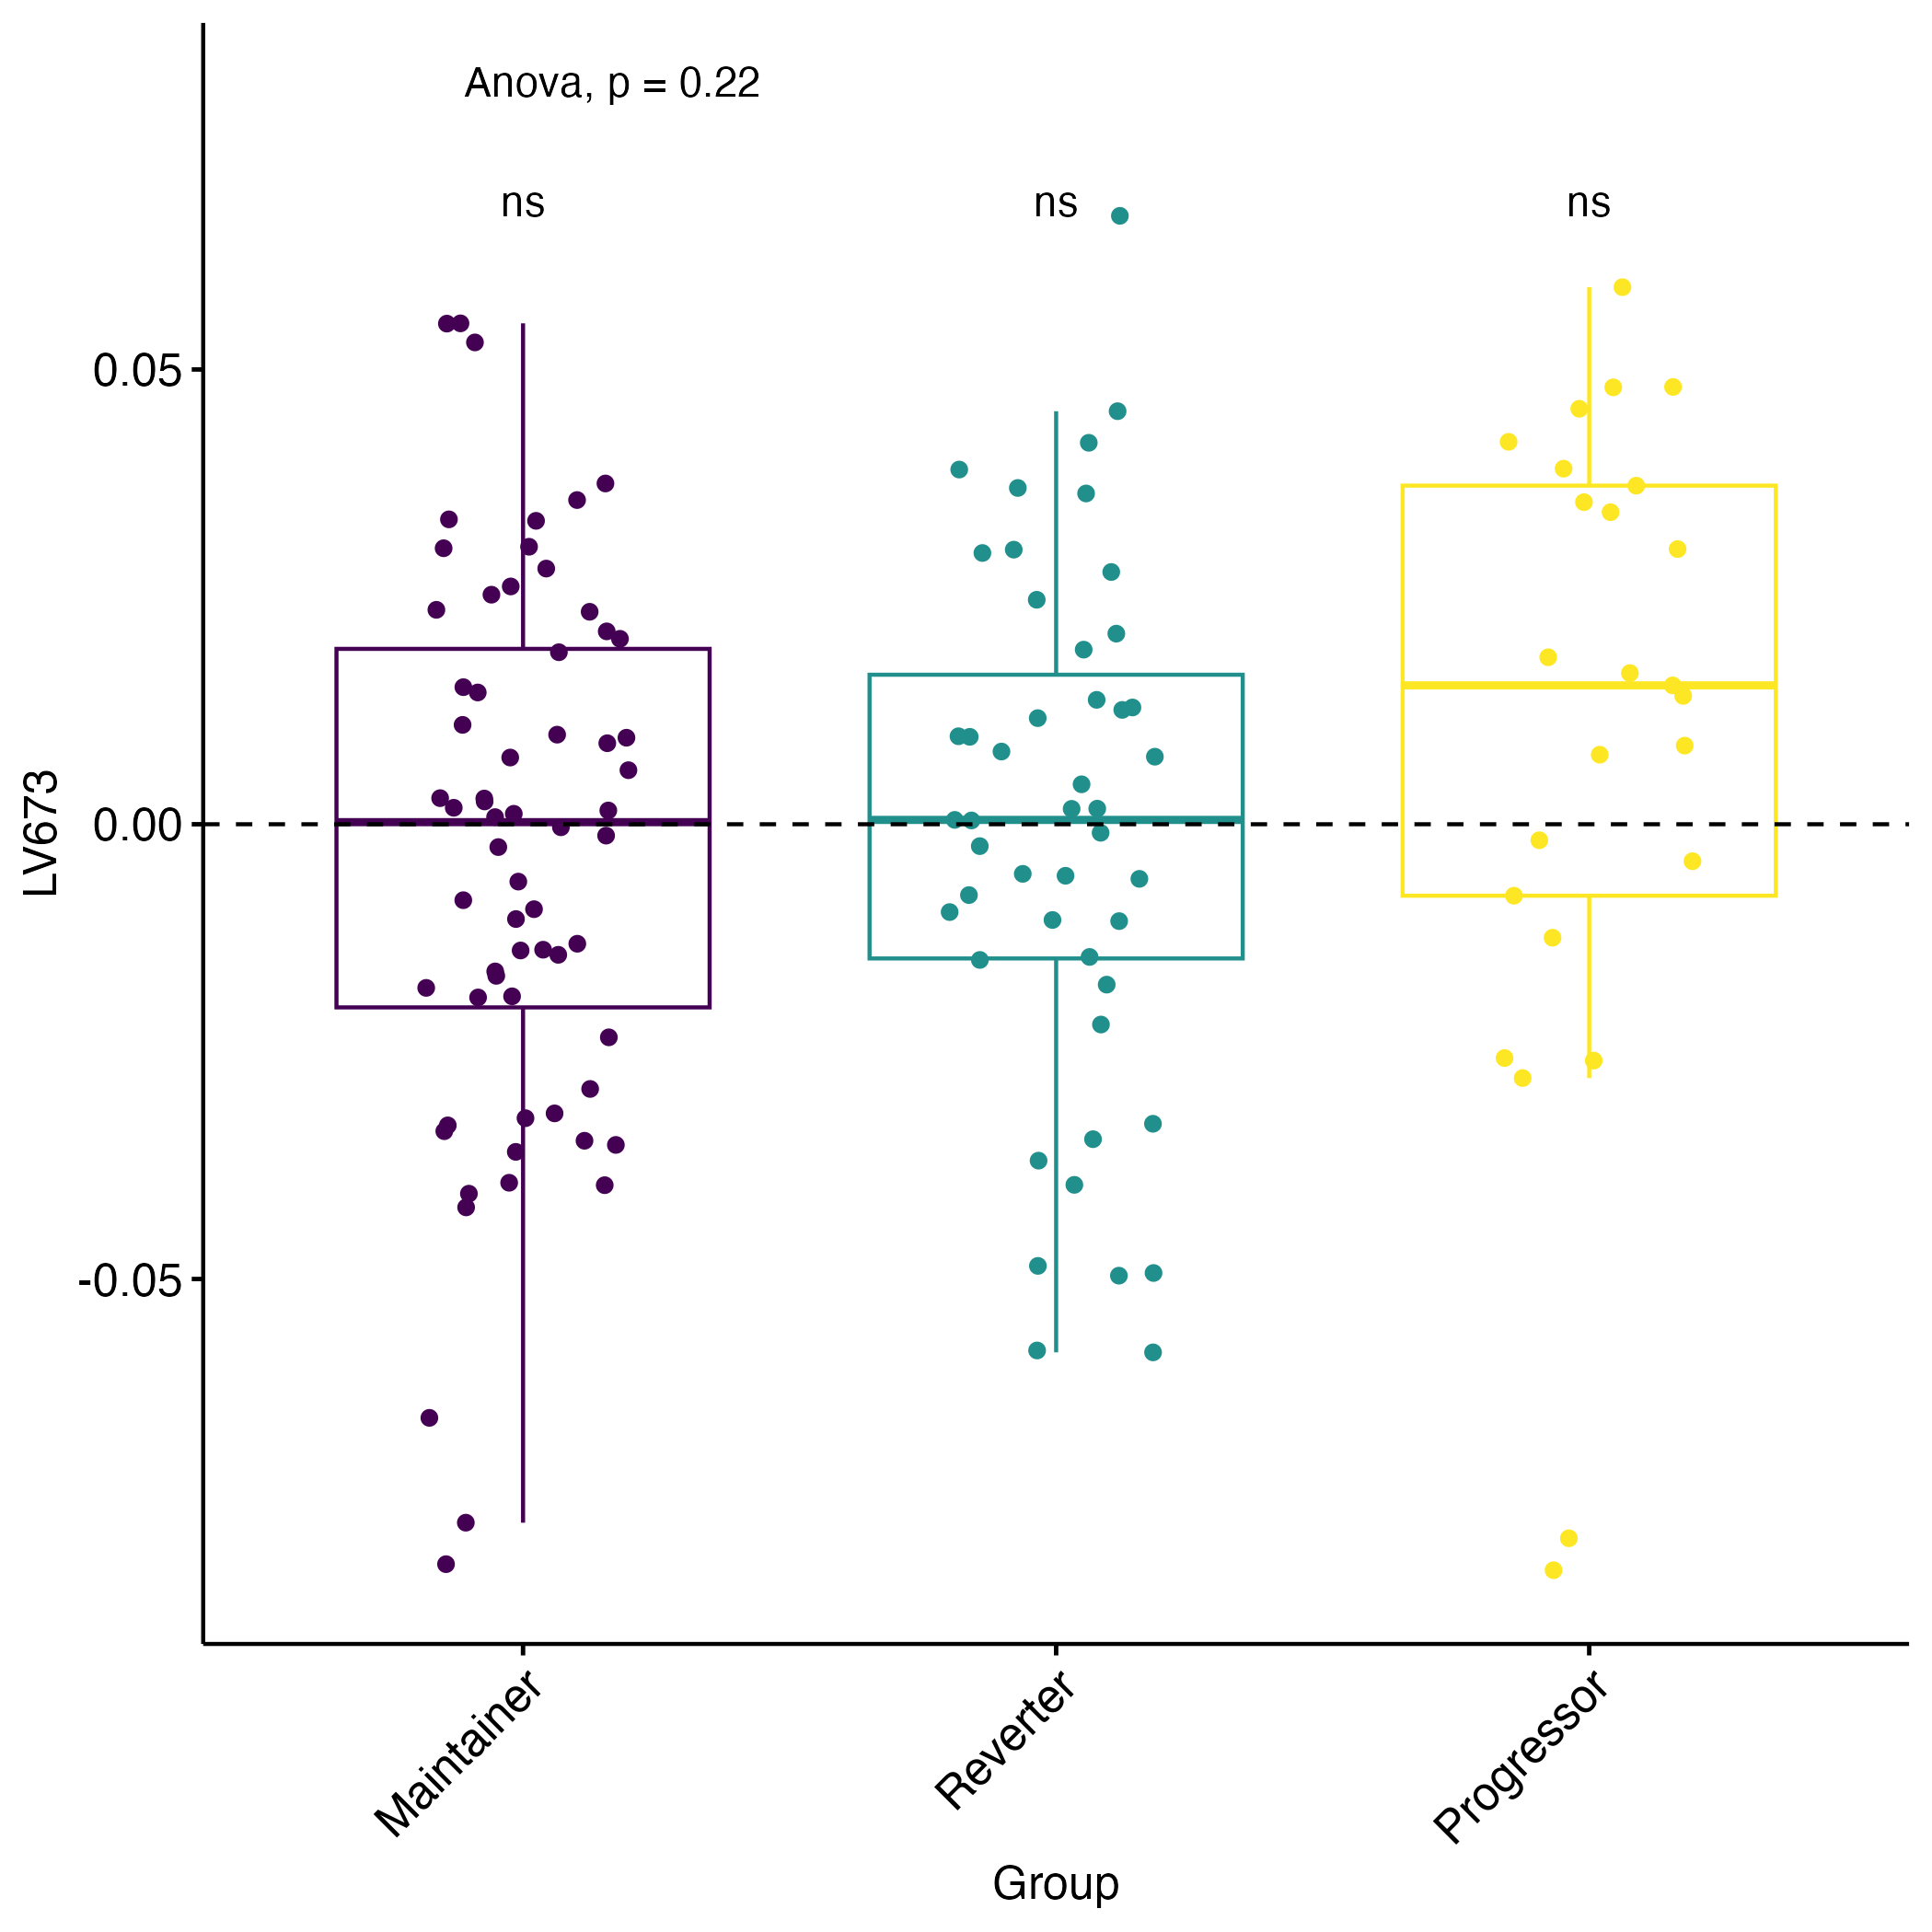 Anova, p = 0.22
ns ns ns
0.05
0.00
-0.05
LV673
Maintainer Reverter Progressor
Group